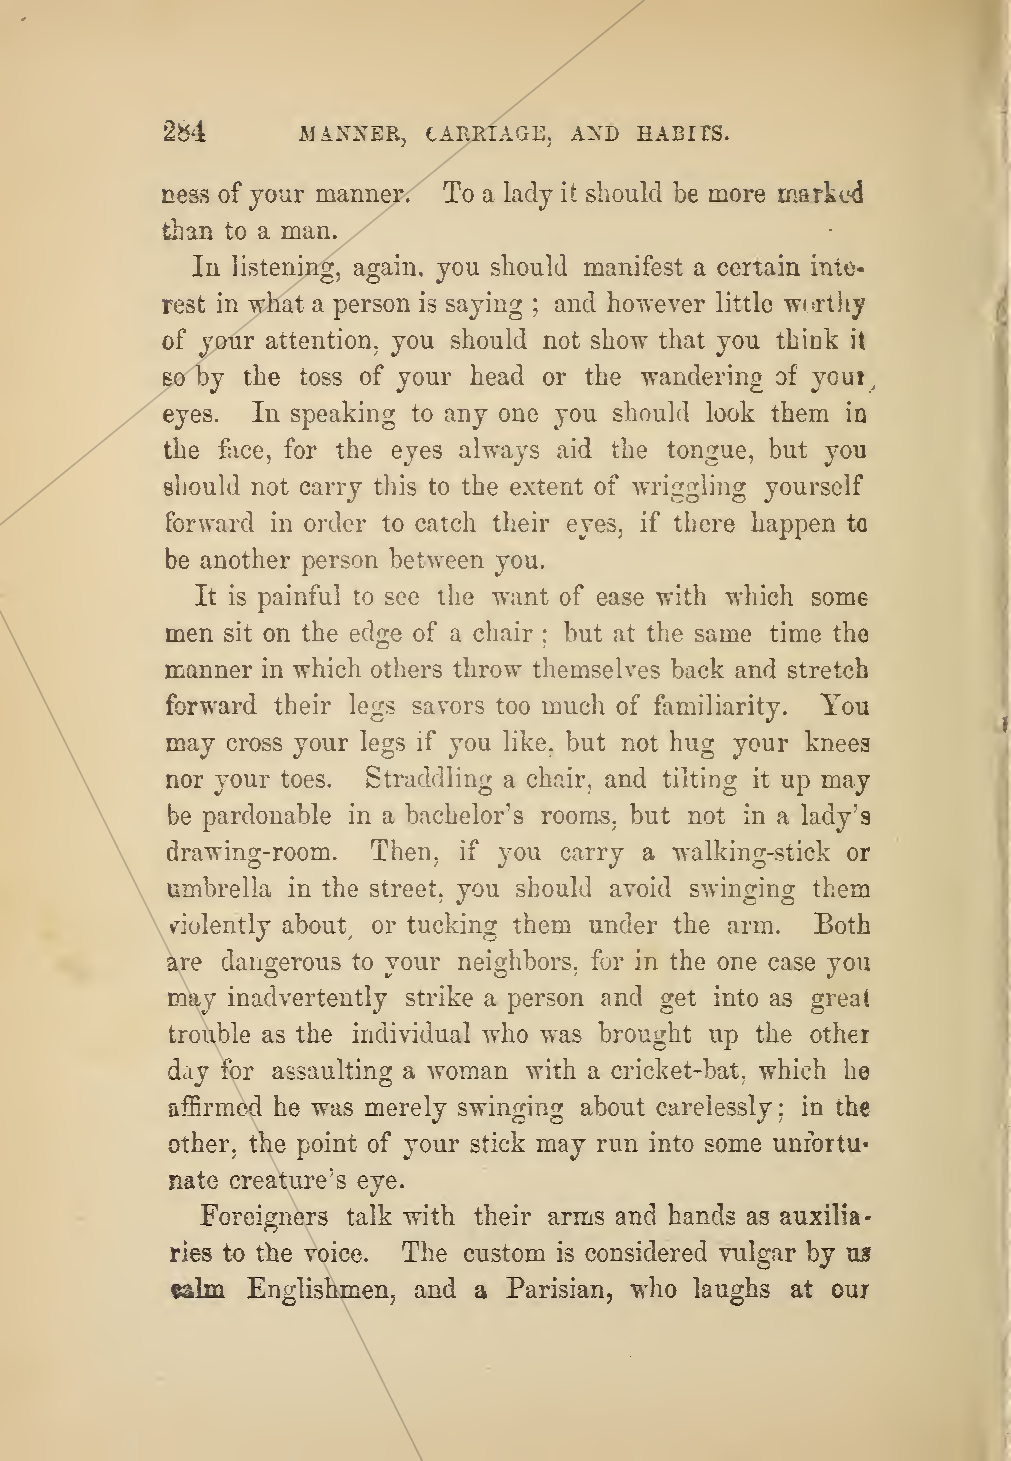 284 MANNER, CARRIAGE, AND HABITS.
ness of your manner. To a lady it should be more marked
than to a man.
In listening, again, you should manifest a certain inte-
rest in what a person is saying ; and however little worthy
of your attention, you should not show that you think it
so by the toss of your head or the wandering of your
eyes. In speaking to any one you should look them in
the face, for the eyes always aid the tongue, but you
should not carry this to the extent of wriggling yourself
forward in order to catch their eyes, if there happen to
be another person between you.
It is painful to see the want of ease with which some
men sit on the edge of a chair ; but at the same time the
manner in which others throw themselves back and stretch
forward their legs savors too much of familiarity. You
may cross your legs if you like, but not hug your knees
nor your toes. Straddling a chair, and tilting it up may
be pardonable in a bachelor's rooms, but not in a lady's
drawing-room. Then, if you carry a walking-stick or
umbrella in the street, you should avoid swinging them
violently about, or tucking them under the arm. Both
are dangerous to your neighbors, for in the one case you
may inadvertently strike a person and get into as great
trouble as the individual who was brought up the other
day for assaulting a woman with a cricket-bat, which he
affirmed he was merely swinging about carelessly ; in the
other, the point of your stick may run into some unfortu-
nate creature's eye.
Foreigners talk with their arms and hands as auxilia-
ries to the voice. The custom is considered vulgar by us
calm Englishmen, and a Parisian, who laughs at our